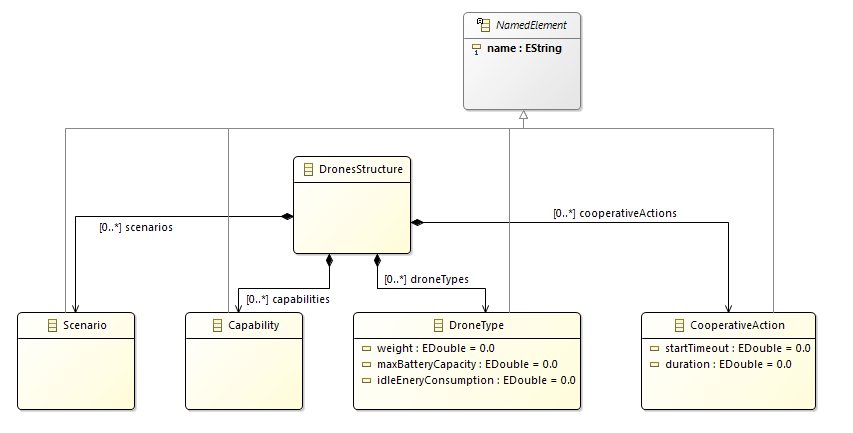 NamedElement
name : EString
DronesStructure
[0..*] scenarios
[0..*] cooperativeActions
[0..*] capabilities
[0..*] droneTypes
Scenario
Capability
DroneType
weight : EDouble = 0.0
maxBatteryCapacity : EDouble = 0.0
idleEneryConsumption : EDouble = 0.0
CooperativeAction
startTimeout : EDouble = 0.0
duration : EDouble = 0.0